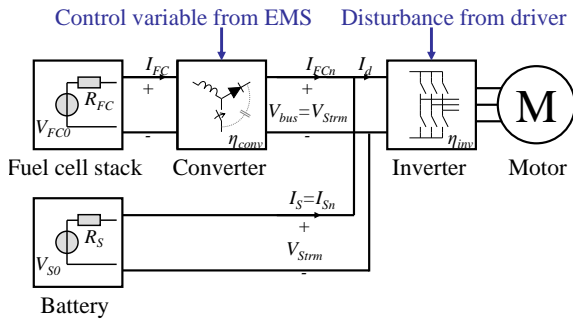 Control variable from EMS
Disturbance from driver
I_FC
I_FCn
I_d
+
+
R_FC
V_bus=V_Strm
M
V_FC0
-
-
η_conv
η_inv
Fuel cell stack
Converter
Inverter
Motor
I_S=I_Sn
+
R_S
V_Strm
V_S0
-
Battery